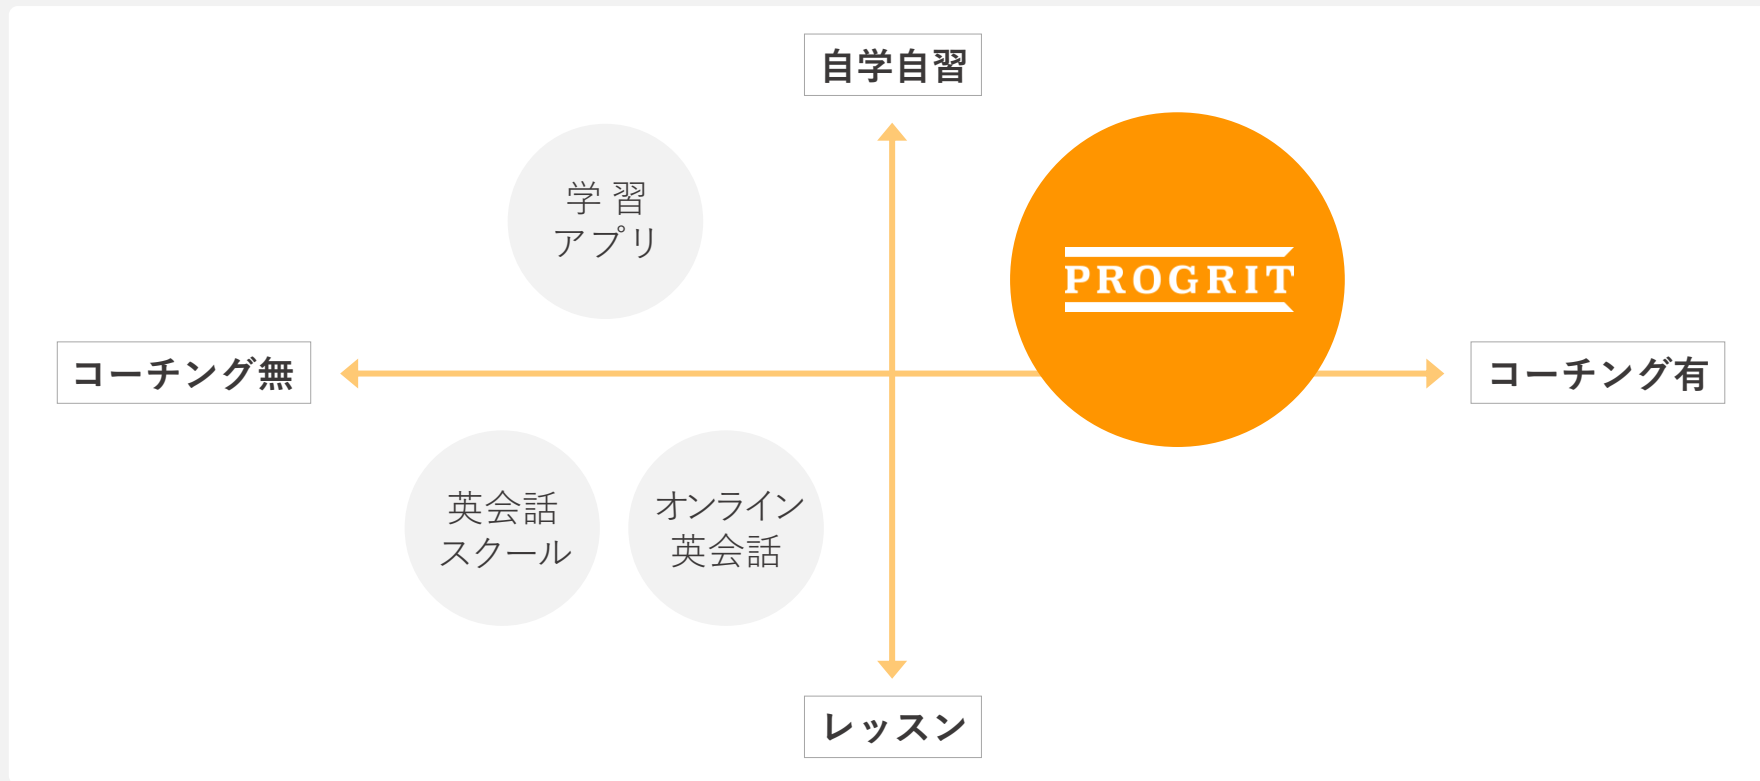 自学自習
学習
アプリ
PROGRIT
コーチング無
コーチング有
英会話
スクール
オンライン
英会話
レッスン